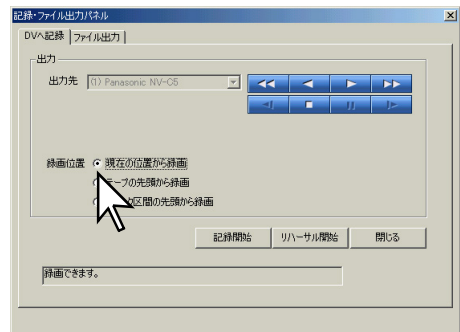 記録・ファイル出力パネル
DVへ記録 ファイル出力
出力
出力先 (1) Panasonic NV-C5
録画位置 現在の位置から録画
テープの先頭から録画
区間の先頭から録画
記録開始 リハーサル開始 閉じる
録画できます。